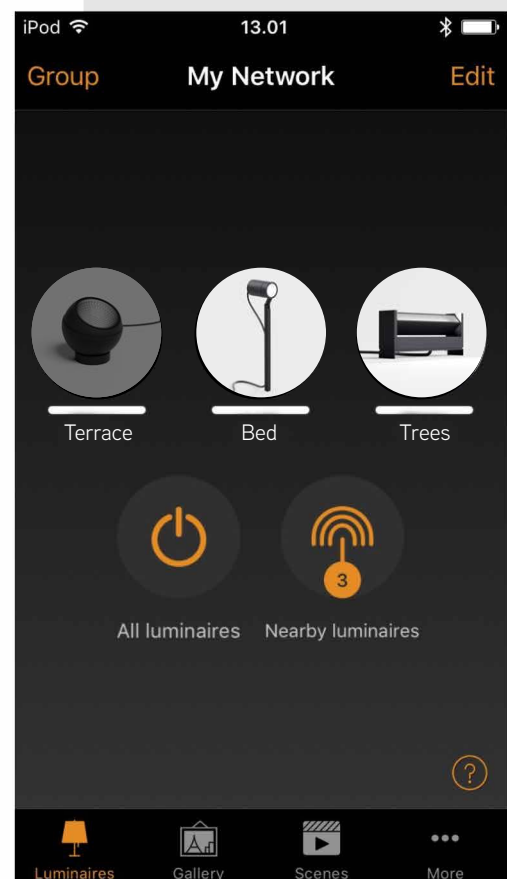 iPod 13.01
Group My Network Edit
Terrace Bed Trees
3
All luminaires Nearby luminaires
?
Luminaires Gallery Scenes More